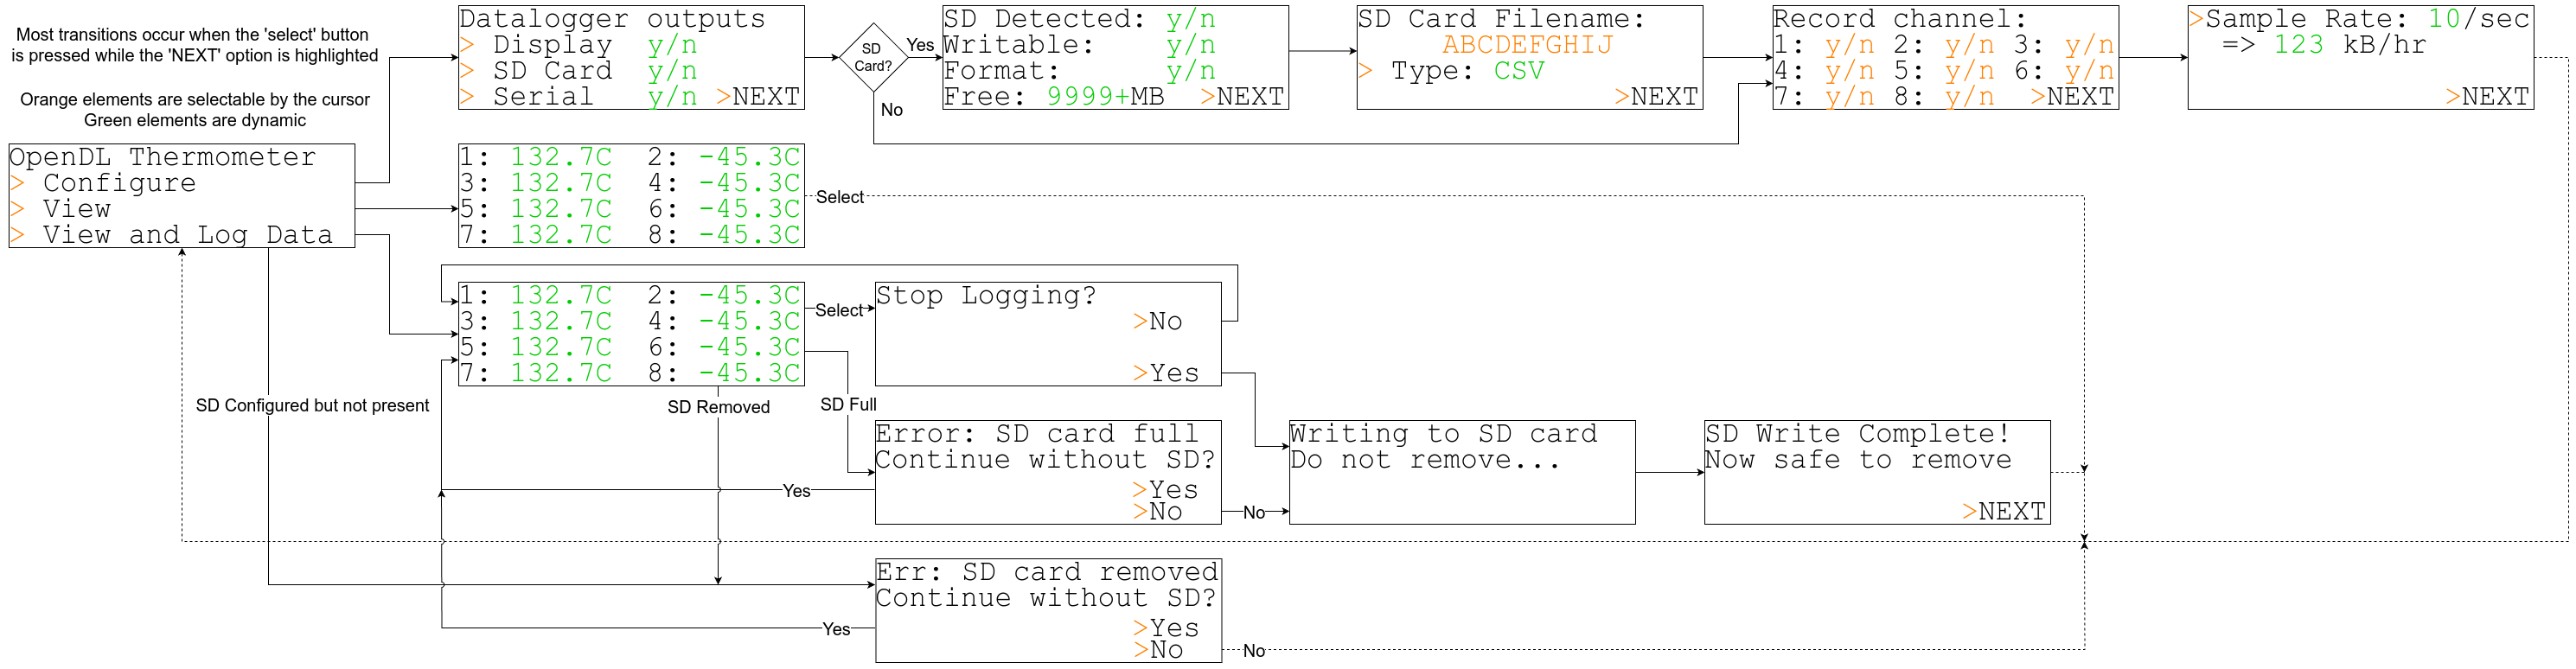 Most transitions occur when the 'select' button
is pressed while the 'NEXT' option is highlighted
Orange elements are selectable by the cursor
Green elements are dynamic
Datalogger outputs
> Display y/n
> SD Card y/n
> Serial y/n >NEXT
SD
Card?
Yes
No
SD Detected: y/n
Writable: y/n
Format: y/n
Free: 9999+MB >NEXT
SD Card Filename:
ABCDEFGHIJ
> Type: CSV
>NEXT
Record channel:
1: y/n 2: y/n 3: y/n
4: y/n 5: y/n 6: y/n
7: y/n 8: y/n >NEXT
>Sample Rate: 10/sec
=> 123 kB/hr
>NEXT
OpenDL Thermometer
> Configure
> View
> View and Log Data
1: 132.7C 2: -45.3C
3: 132.7C 4: -45.3C
5: 132.7C 6: -45.3C
7: 132.7C 8: -45.3C
Select
1: 132.7C 2: -45.3C
3: 132.7C 4: -45.3C
5: 132.7C 6: -45.3C
7: 132.7C 8: -45.3C
Select
Stop Logging?
>No
>Yes
SD Configured but not present
SD Removed
SD Full
Error: SD card full
Continue without SD?
>Yes
>No
Yes
No
Writing to SD card
Do not remove...
SD Write Complete!
Now safe to remove
>NEXT
Err: SD card removed
Continue without SD?
>Yes
>No
Yes
No